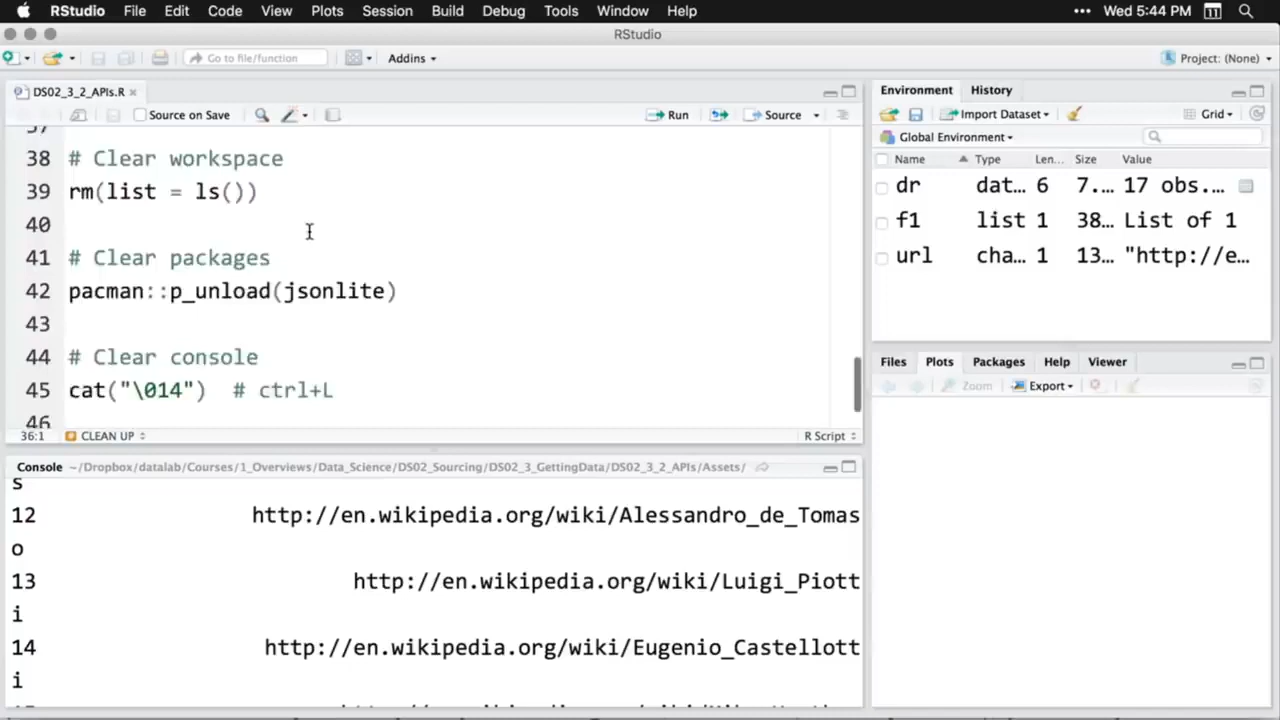 RStudio File Edit Code View Plots Session Build Debug Tools Window Help ••• Wed 5:44 PM 11
RStudio
Go to file/function Addins Project: (None)
DS02_3_2_APIs.R
Source on Save Run Source
37
38 # Clear workspace
39 rm(list = ls())
40
41 # Clear packages
42 pacman::p_unload(jsonlite)
43
44 # Clear console
45 cat("\014") # ctrl+L
46
36:1 CLEAN UP R Script
Console ~/Dropbox/datalab/Courses/1_Overviews/Data_Science/DS02_Sourcing/DS02_3_GettingData/DS02_3_2_APIs/Assets/
s
12 http://en.wikipedia.org/wiki/Alessandro_de_Tomas
o
13 http://en.wikipedia.org/wiki/Luigi_Piott
i
14 http://en.wikipedia.org/wiki/Eugenio_Castellott
i
Environment History
Import Dataset Grid
Global Environment
Name Type Len... Size Value
dr dat... 6 7.... 17 obs....
f1 list 1 38... List of 1
url cha... 1 13... "http://e...
Files Plots Packages Help Viewer
Zoom Export